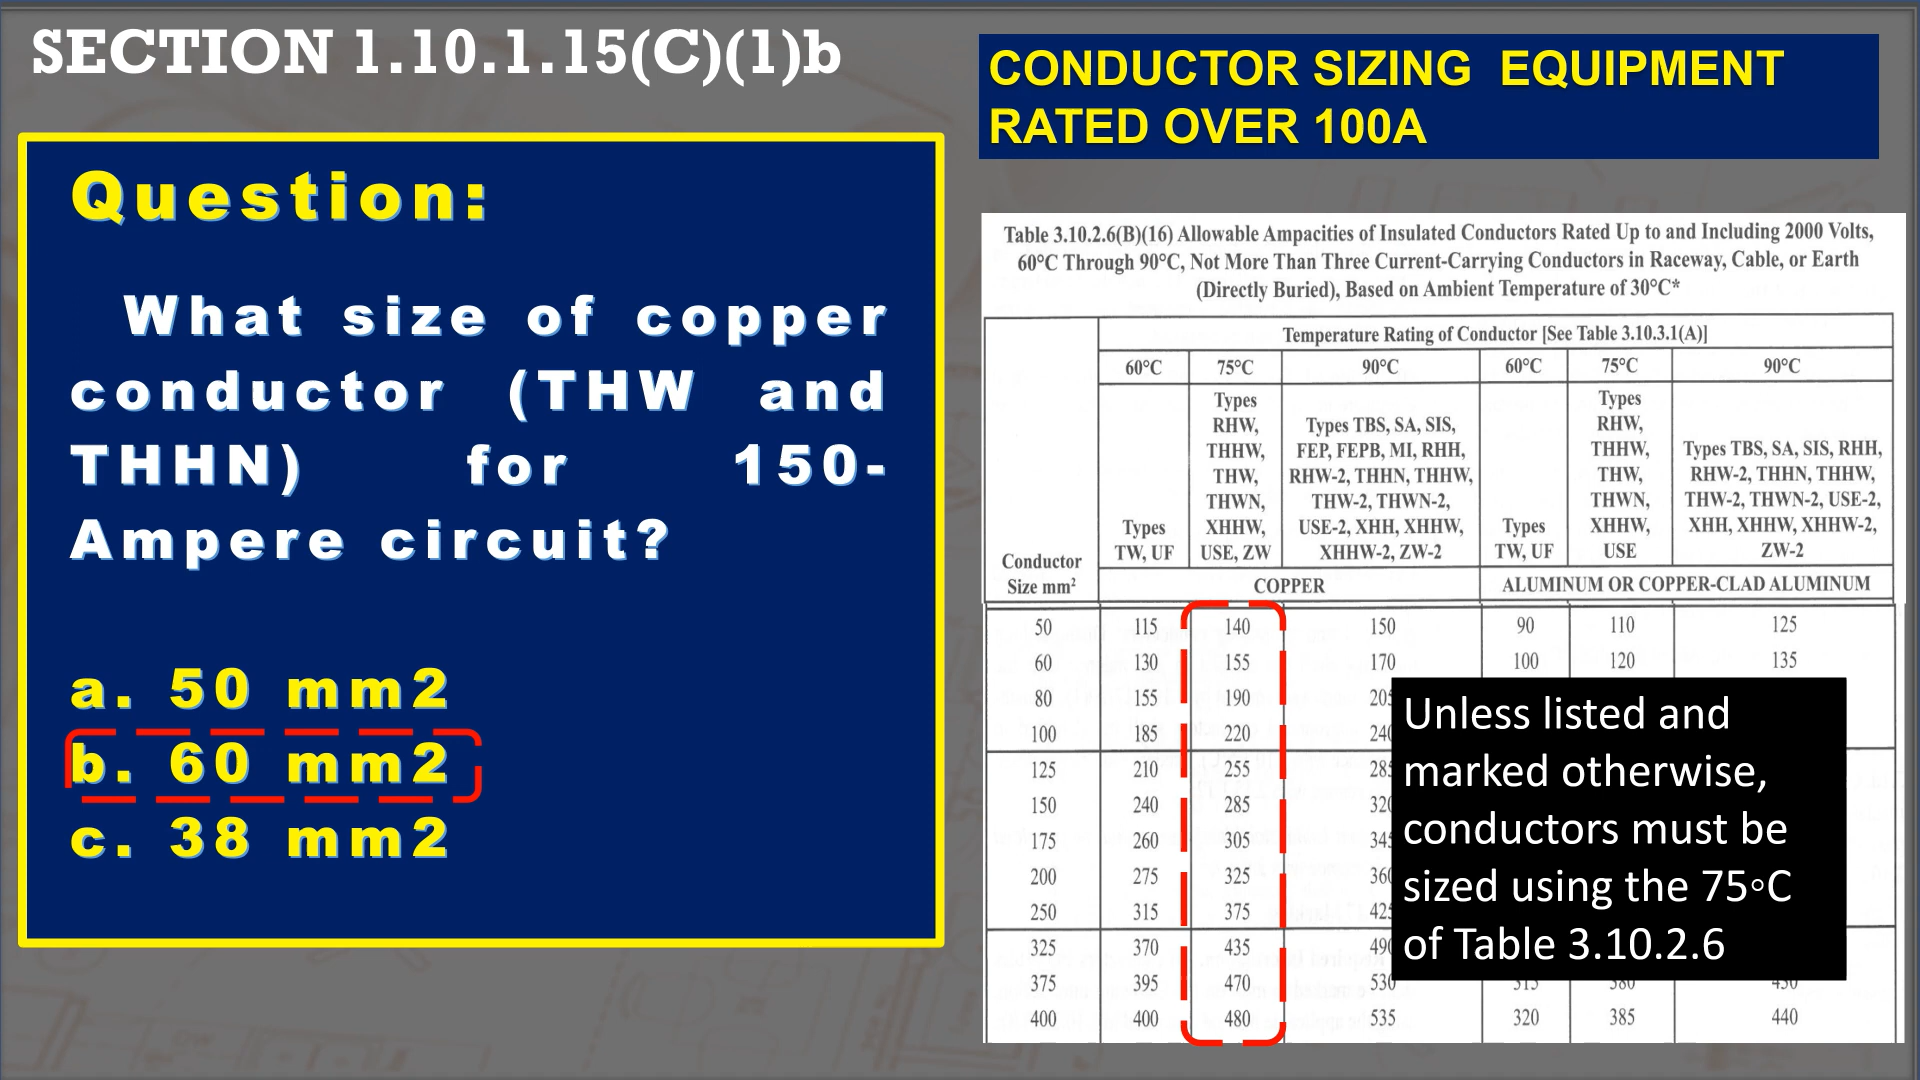 SECTION 1.10.1.15(C)(1)b
CONDUCTOR SIZING EQUIPMENT
RATED OVER 100A
Question:
What size of copper
conductor (THW and
THHN) for 150-
Ampere circuit?
a. 50 mm2
b. 60 mm2
c. 38 mm2
Table 3.10.2.6(B)(16) Allowable Ampacities of Insulated Conductors Rated Up to and Including 2000 Volts,
60°C Through 90°C, Not More Than Three Current-Carrying Conductors in Raceway, Cable, or Earth
(Directly Buried), Based on Ambient Temperature of 30°C*
Temperature Rating of Conductor [See Table 3.10.3.1(A)]
60°C 75°C 90°C 60°C 75°C 90°C
Types
TW, UF
Types
RHW,
THHW,
THW,
THWN,
XHHW,
USE, ZW
Types TBS, SA, SIS,
FEP, FEPB, MI, RHH,
RHW-2, THHN, THHW,
THW-2, THWN-2,
USE-2, XHH, XHHW,
XHHW-2, ZW-2
Types
TW, UF
Types
RHW,
THHW,
THW,
THWN,
XHHW,
USE
Types TBS, SA, SIS, RHH,
RHW-2, THHN, THHW,
THW-2, THWN-2, USE-2,
XHH, XHHW, XHHW-2,
ZW-2
Conductor
Size mm²
COPPER ALUMINUM OR COPPER-CLAD ALUMINUM
50 115 140 150 90 110 125
60 130 155 170 100 120 135
80 155 190 205
100 185 220 240
125 210 255 285
150 240 285 320
175 260 305 345
200 275 325 360
250 315 375 425
325 370 435 490
375 395 470 530 315 380 430
400 400 480 535 320 385 440
Unless listed and
marked otherwise,
conductors must be
sized using the 75◦C
of Table 3.10.2.6